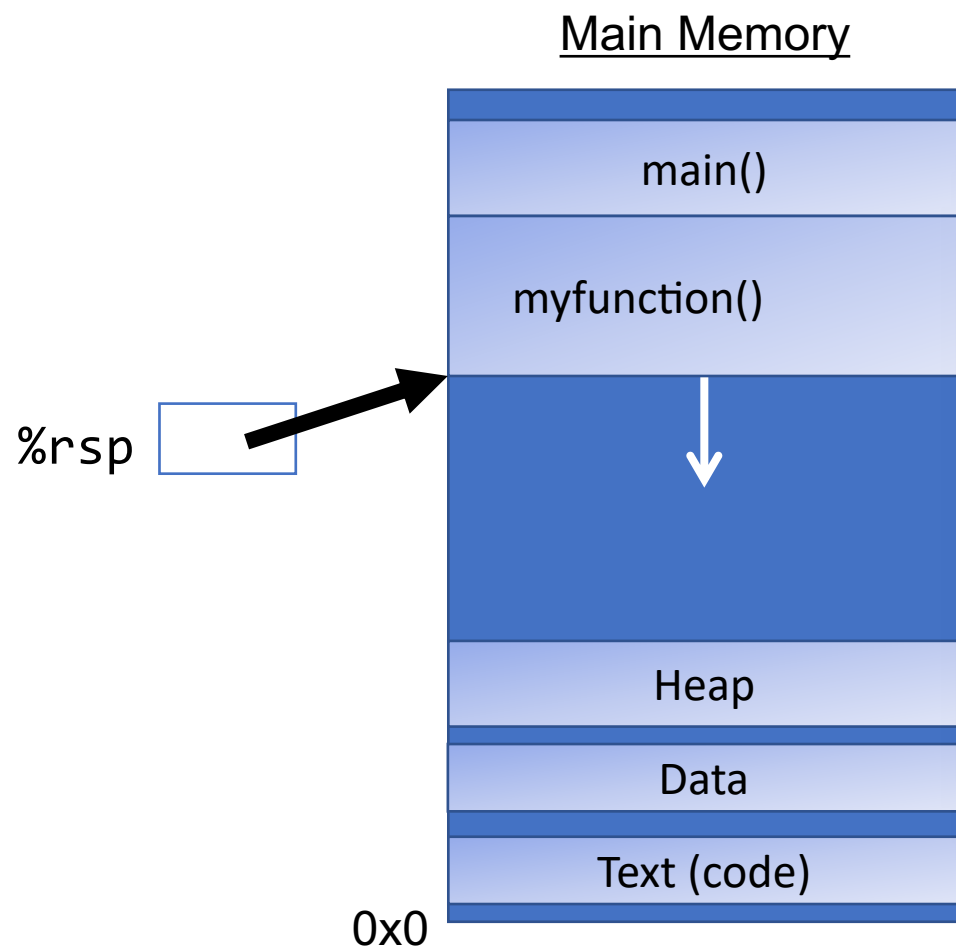 Main Memory
main()
myfunction()
%rsp
Heap
Data
Text (code)
0x0